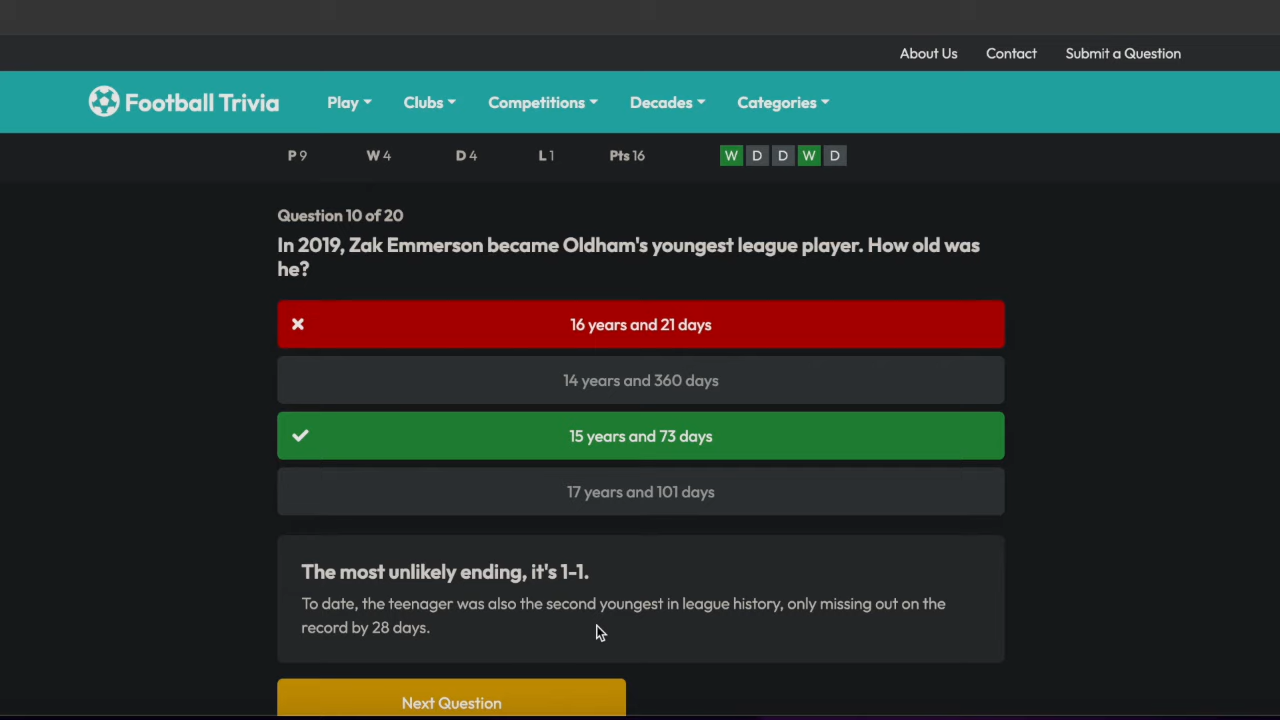 About Us Contact Submit a Question
Football Trivia Play Clubs Competitions Decades Categories
P 9 W 4 D 4 L 1 Pts 16 W D D W D
Question 10 of 20
In 2019, Zak Emmerson became Oldham's youngest league player. How old was
he?
16 years and 21 days
14 years and 360 days
15 years and 73 days
17 years and 101 days
The most unlikely ending, it's 1-1.
To date, the teenager was also the second youngest in league history, only missing out on the
record by 28 days.
Next Question